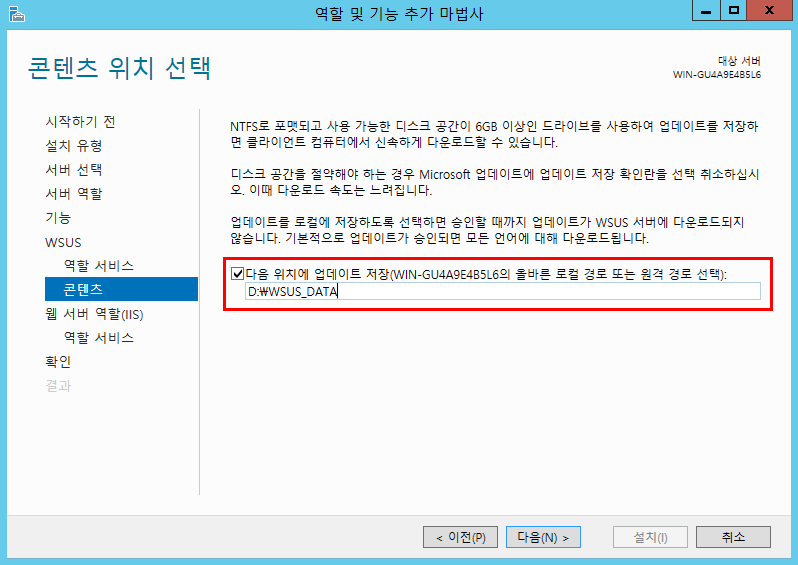 역할 및 기능 추가 마법사
콘텐츠 위치 선택
대상 서버
WIN-GU4A9E4B5L6
시작하기 전
설치 유형
서버 선택
서버 역할
기능
WSUS
역할 서비스
콘텐츠
웹 서버 역할(IIS)
역할 서비스
확인
결과
NTFS로 포맷되고 사용 가능한 디스크 공간이 6GB 이상인 드라이브를 사용하여 업데이트를 저장하
면 클라이언트 컴퓨터에서 신속하게 다운로드할 수 있습니다.
디스크 공간을 절약해야 하는 경우 Microsoft 업데이트에 업데이트 저장 확인란을 선택 취소하십시
오. 이때 다운로드 속도는 느려집니다.
업데이트를 로컬에 저장하도록 선택하면 승인할 때까지 업데이트가 WSUS 서버에 다운로드되지
않습니다. 기본적으로 업데이트가 승인되면 모든 언어에 대해 다운로드됩니다.
다음 위치에 업데이트 저장(WIN-GU4A9E4B5L6의 올바른 로컬 경로 또는 원격 경로 선택):
D:₩WSUS_DATA
< 이전(P)
다음(N) >
설치(I)
취소